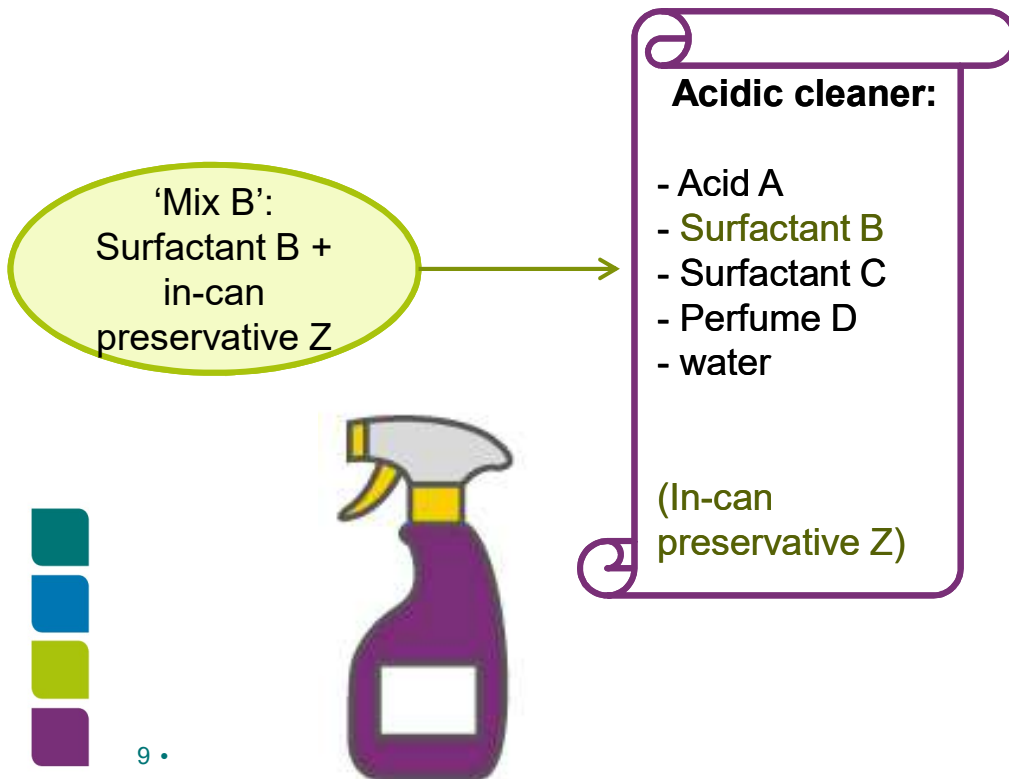 ‘Mix B’:
Surfactant B +
in-can
preservative Z
Acidic cleaner:
- Acid A
- Surfactant B
- Surfactant C
- Perfume D
- water
(In-can
preservative Z)
9 •